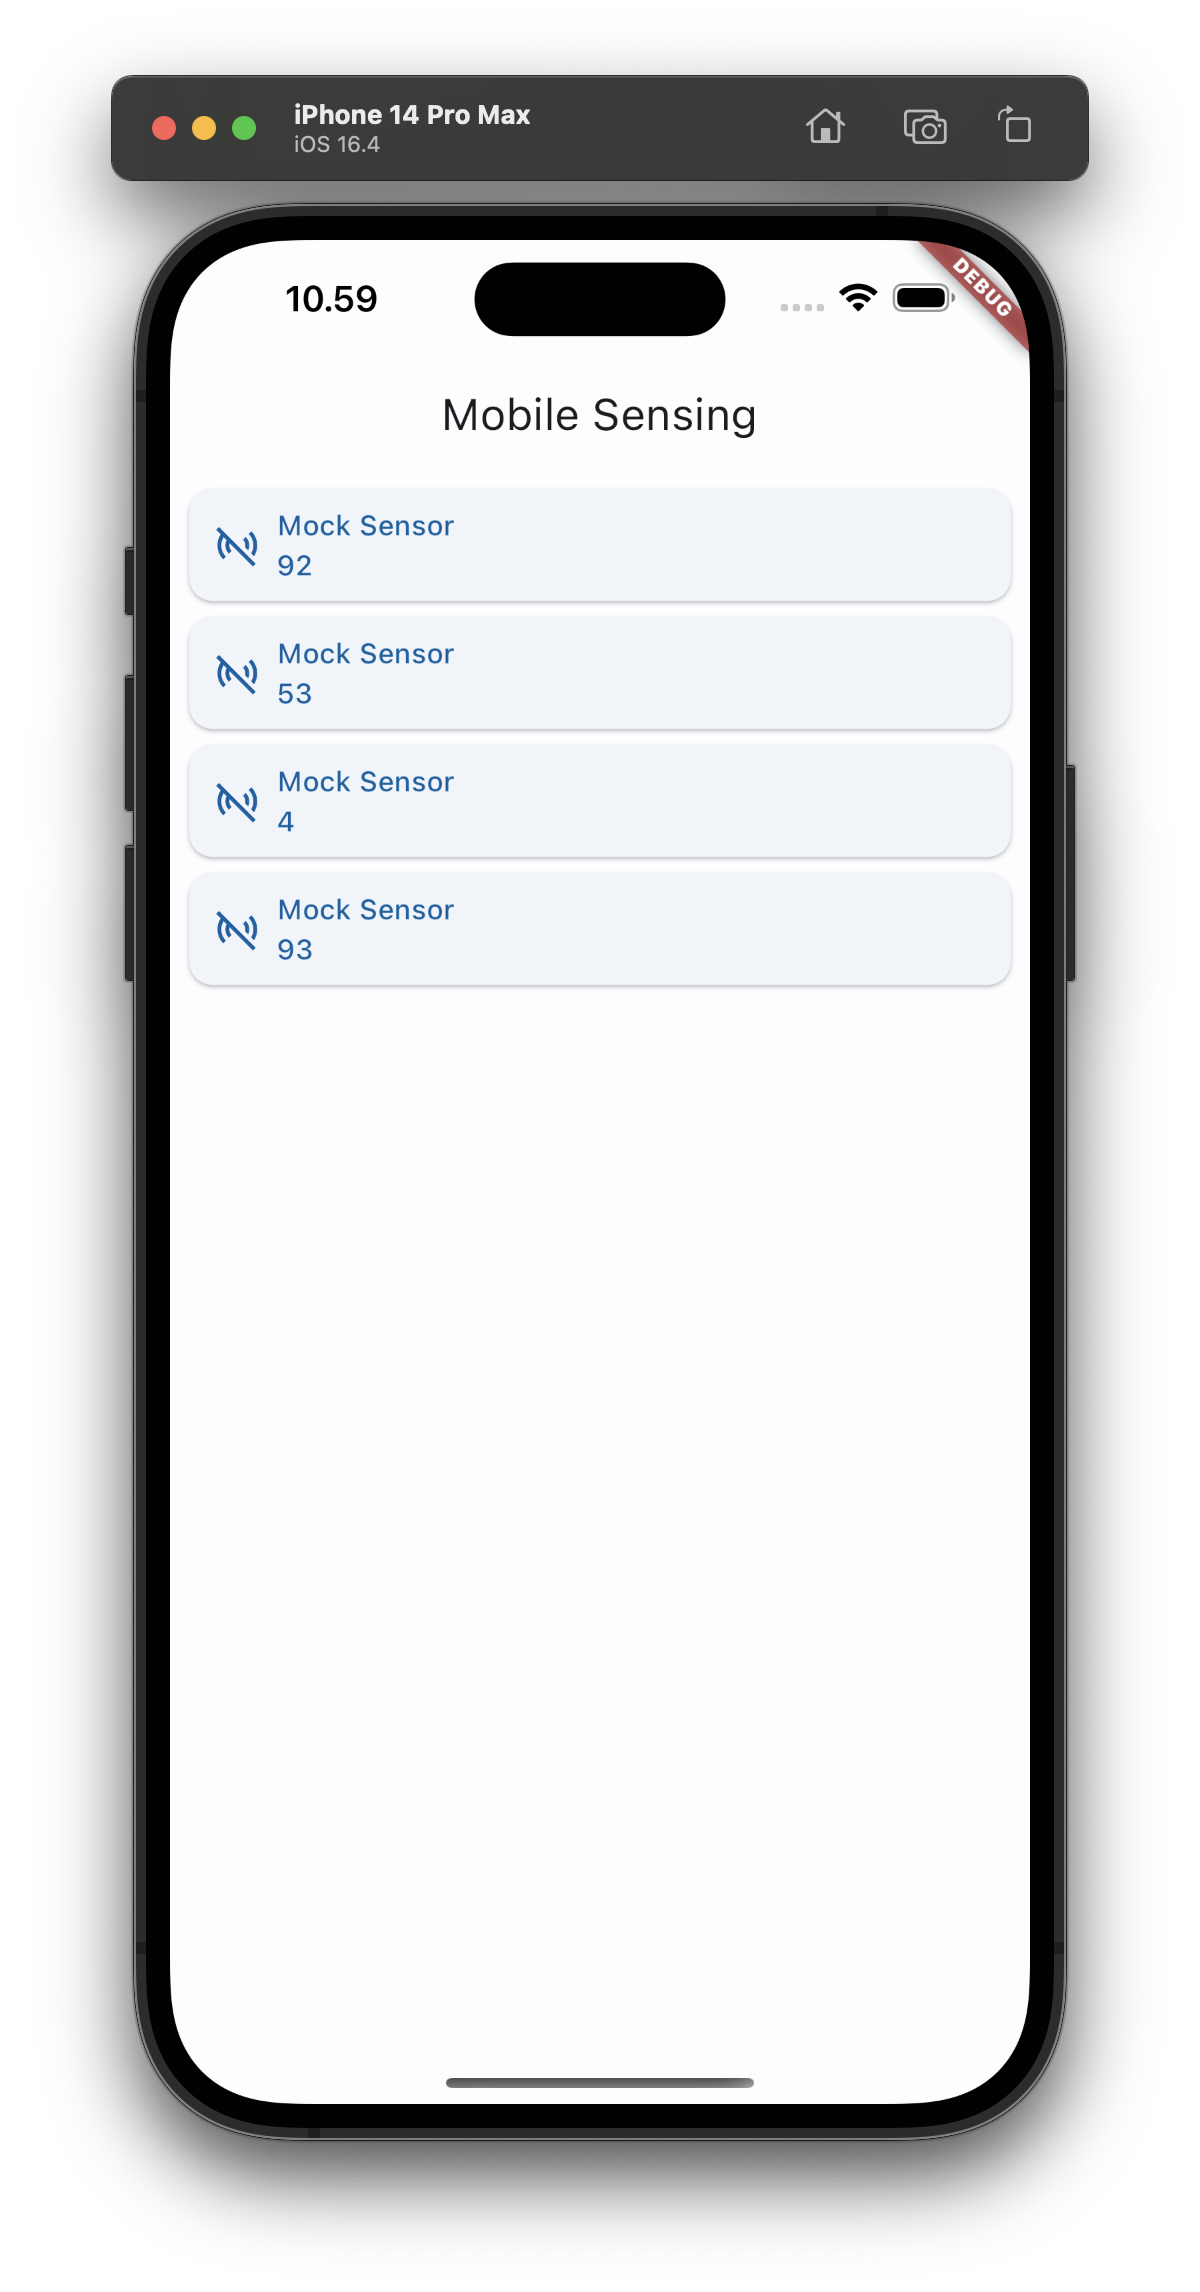 iPhone 14 Pro Max
iOS 16.4
10.59
DEBUG
Mobile Sensing
Mock Sensor
92
Mock Sensor
53
Mock Sensor
4
Mock Sensor
93